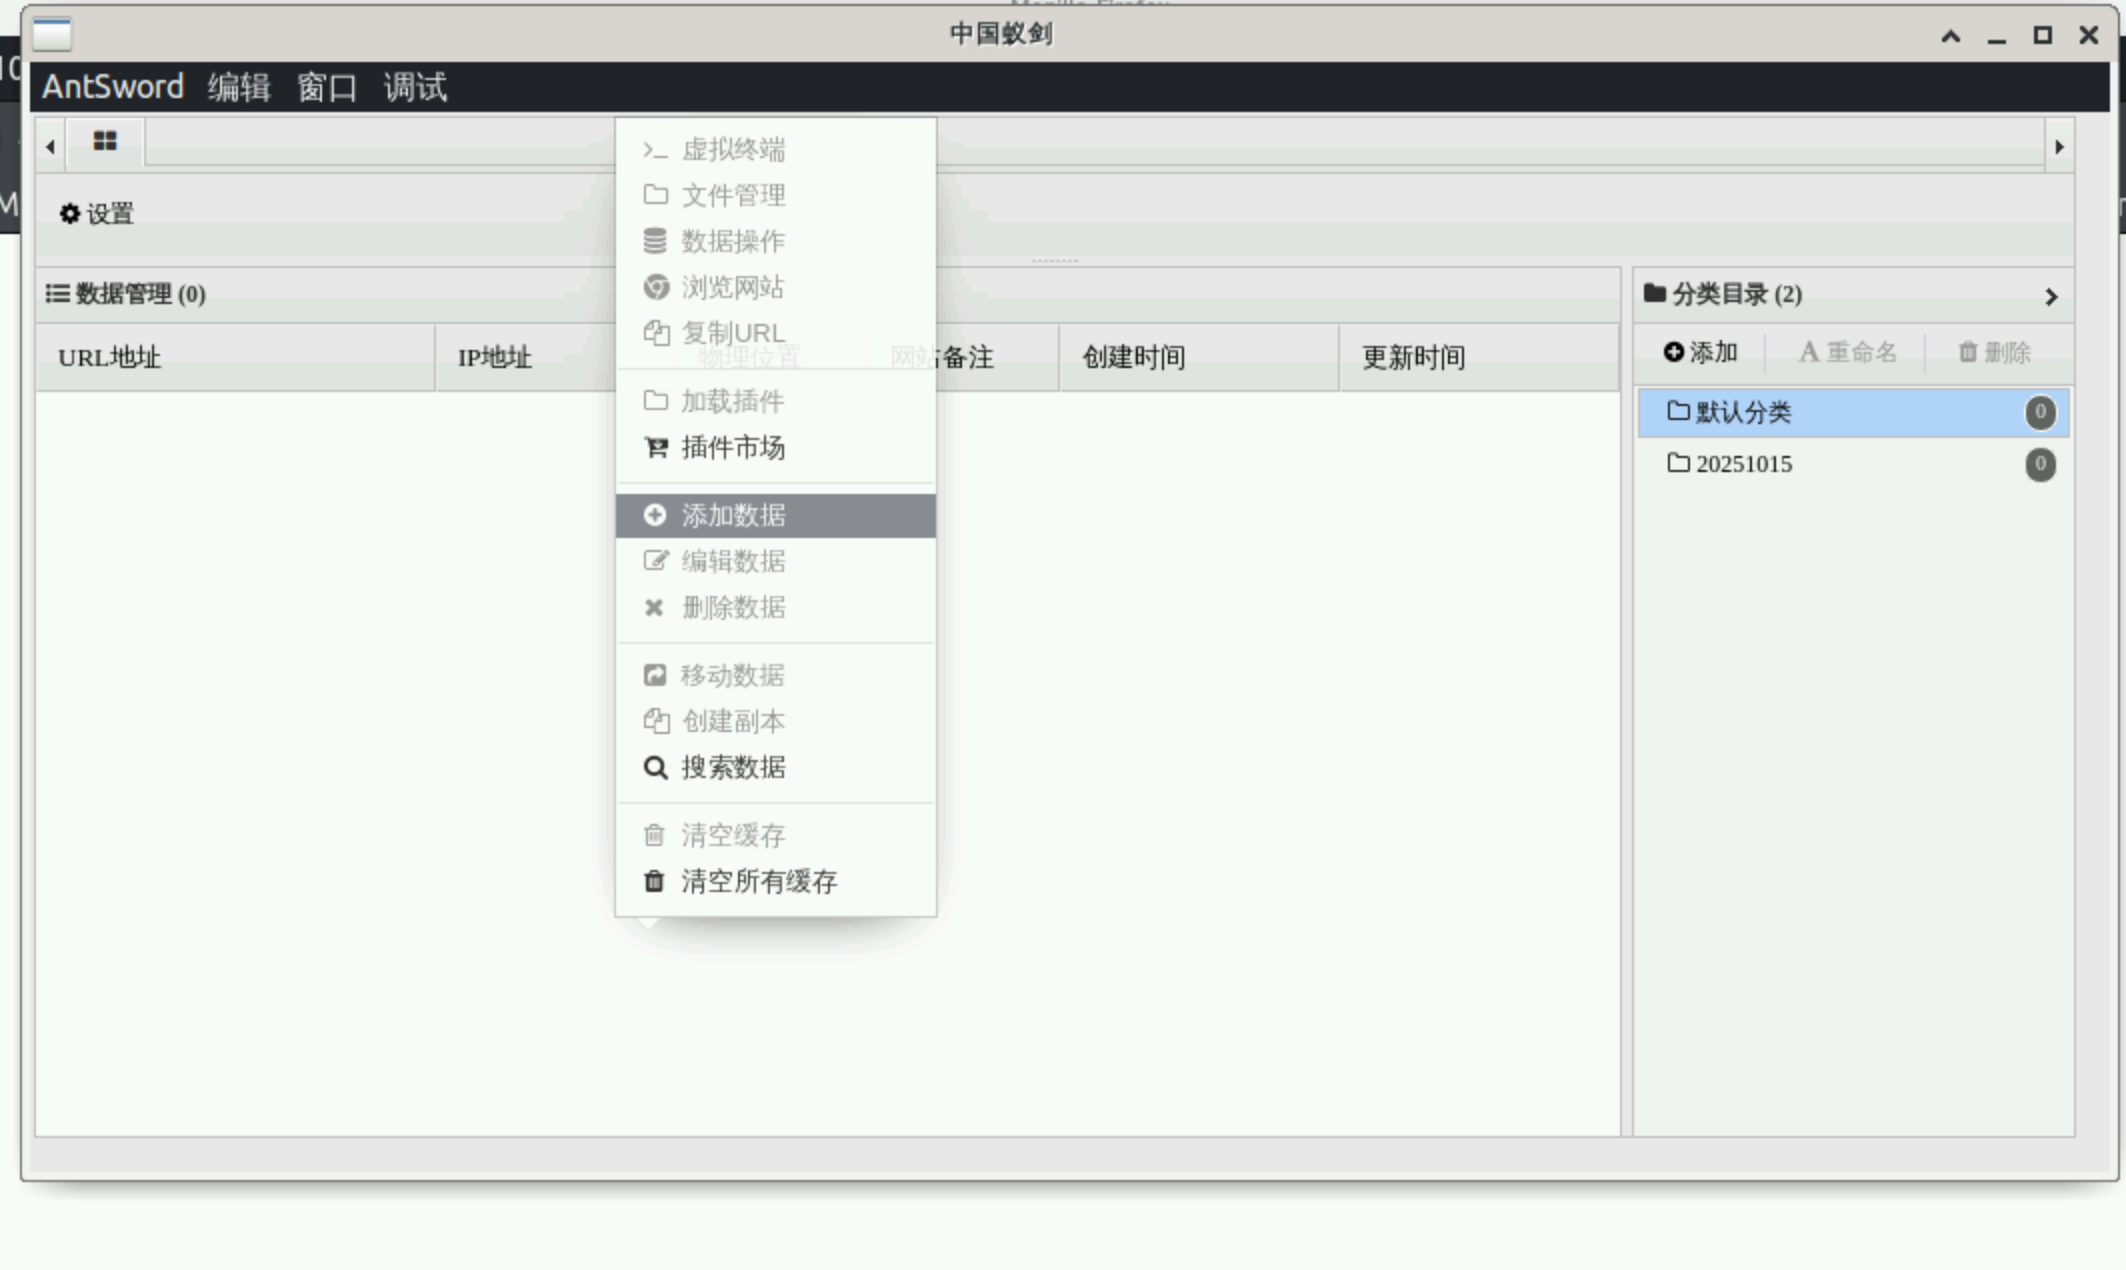 中国蚁剑
AntSword 编辑 窗口 调试
设置
数据管理 (0)
URL地址 IP地址 物理位置 网站备注 创建时间 更新时间
虚拟终端
文件管理
数据操作
浏览网站
复制URL
加载插件
插件市场
添加数据
编辑数据
删除数据
移动数据
创建副本
搜索数据
清空缓存
清空所有缓存
分类目录 (2)
添加 重命名 删除
默认分类 0
20251015 0